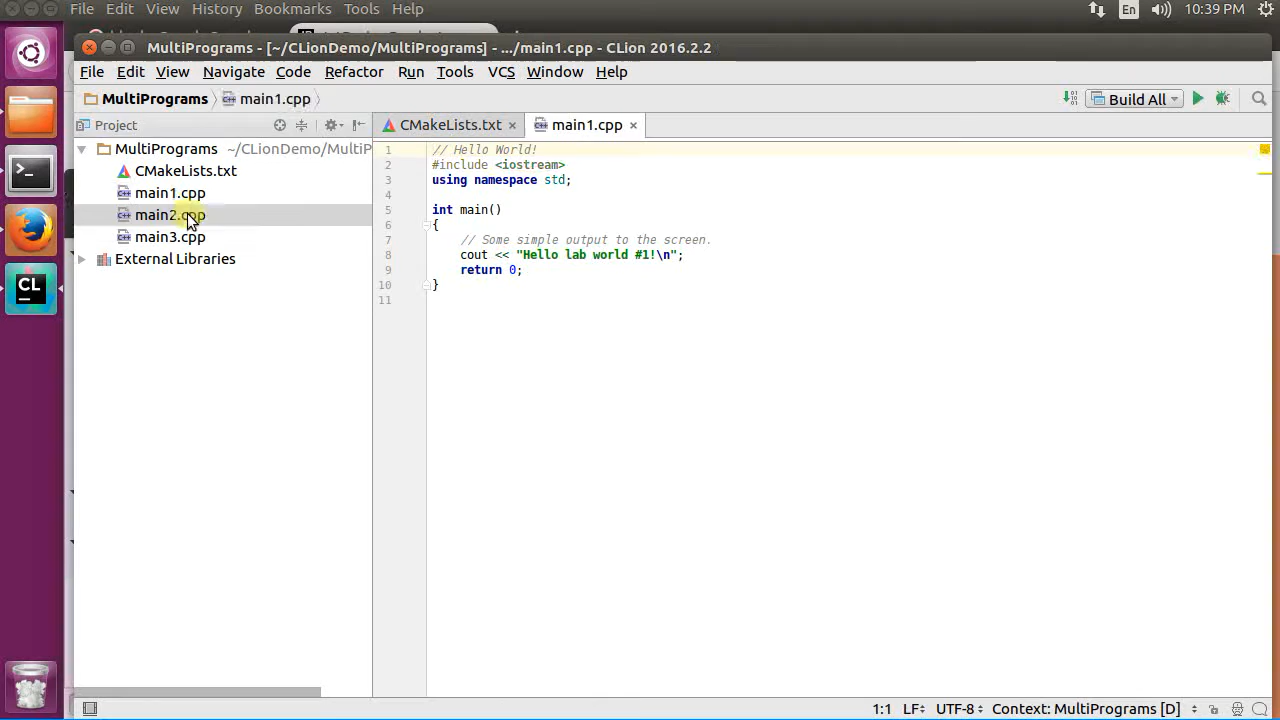 File Edit View History Bookmarks Tools Help En 10:39 PM
MultiPrograms - [~/CLionDemo/MultiPrograms] - .../main1.cpp - CLion 2016.2.2
File Edit View Navigate Code Refactor Run Tools VCS Window Help
MultiPrograms main1.cpp Build All
Project CMakeLists.txt main1.cpp
MultiPrograms ~/CLionDemo/MultiP
CMakeLists.txt
main1.cpp
main2.cpp
main3.cpp
External Libraries
1 // Hello World!
2 #include <iostream>
3 using namespace std;
4
5 int main()
6 {
7 // Some simple output to the screen.
8 cout << "Hello lab world #1!\n";
9 return 0;
10 }
11
CL
1:1 LF UTF-8 Context: MultiPrograms [D]